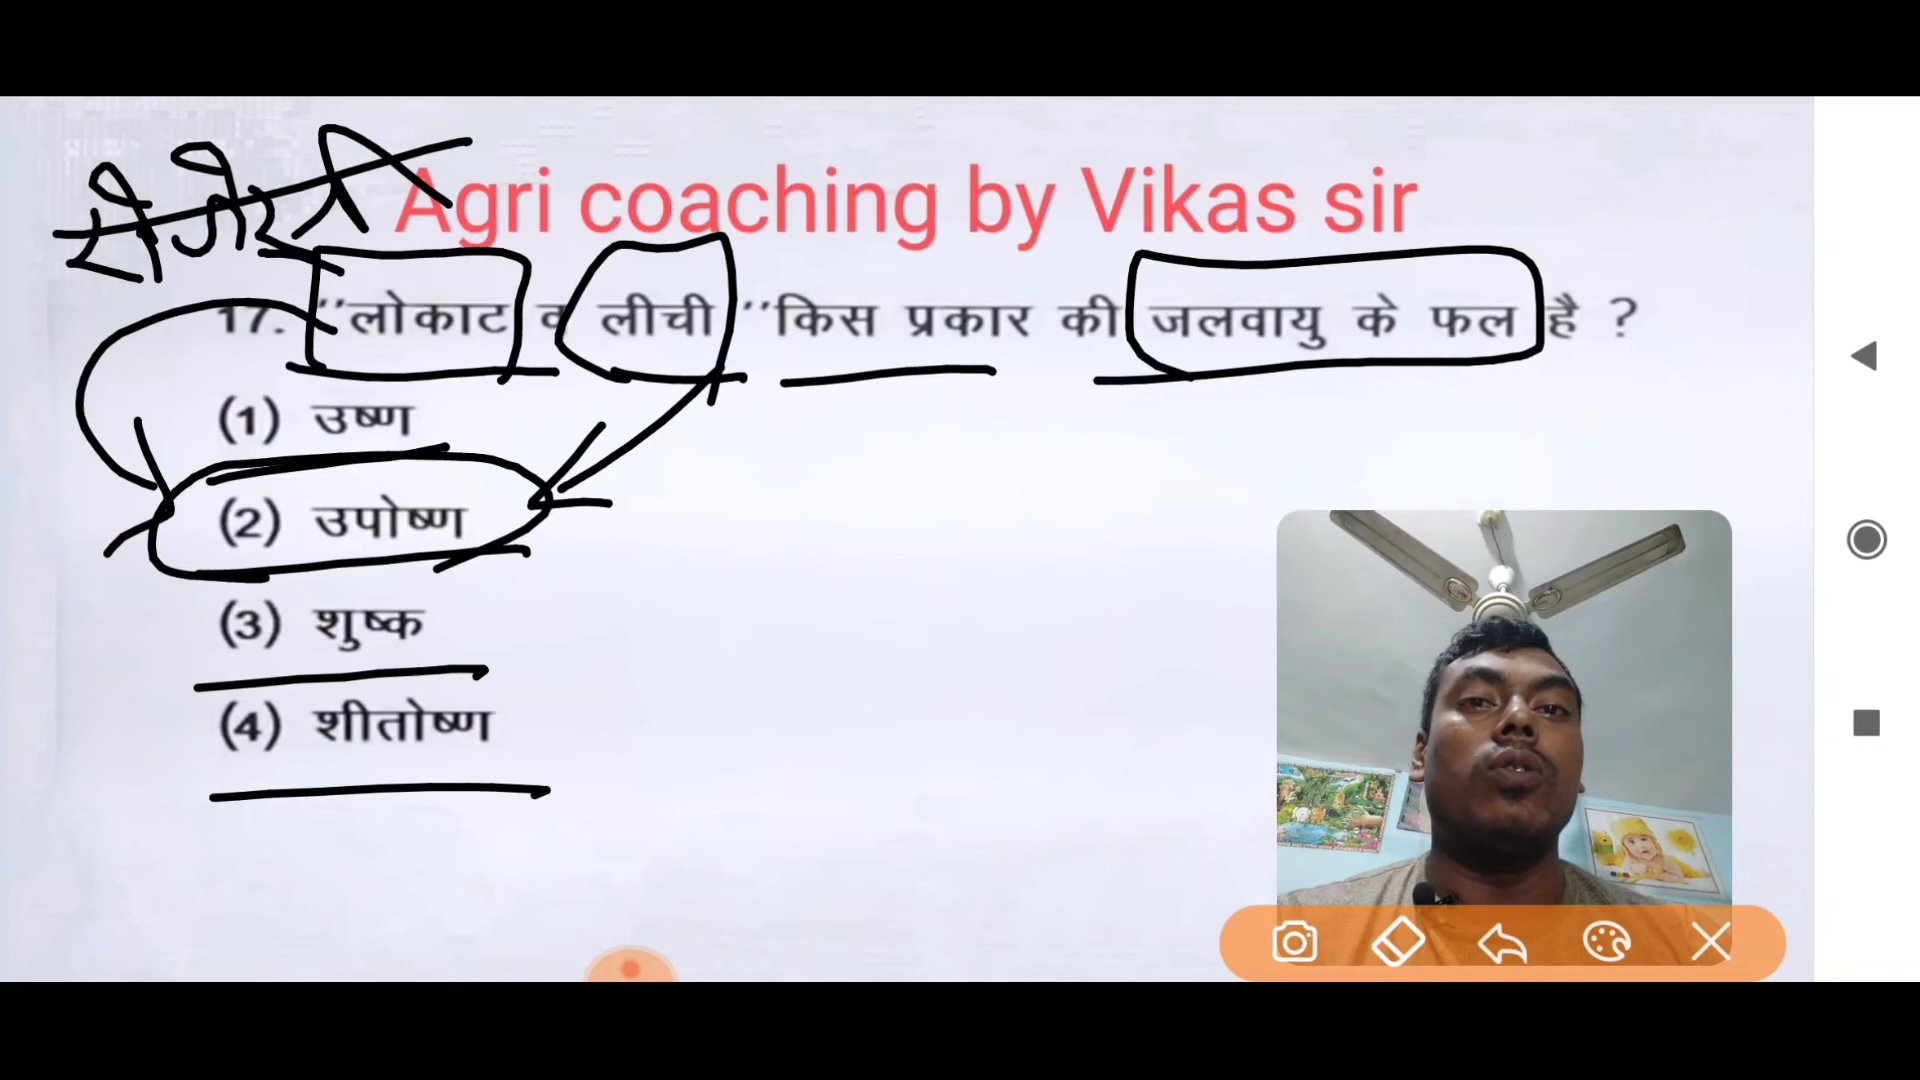 Agri coaching by Vikas sir
17. ''लोकाट व लीची ''किस प्रकार की जलवायु के फल है ?
(1) उष्ण
(2) उपोष्ण
(3) शुष्क
(4) शीतोष्ण